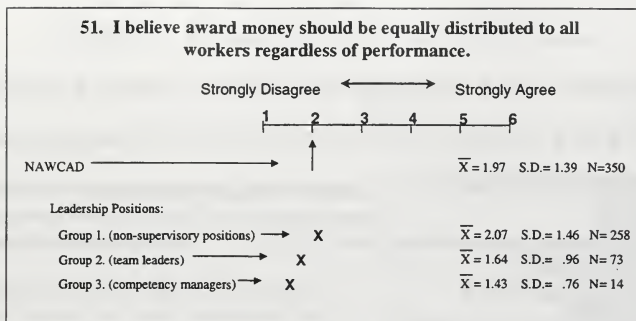 51. I believe award money should be equally distributed to all
workers regardless of performance.
Strongly Disagree Strongly Agree
1 2 3 4 5 6
NAWCAD X̅ = 1.97 S.D.= 1.39 N=350
Leadership Positions:
Group 1. (non-supervisory positions) X X̅ = 2.07 S.D.= 1.46 N= 258
Group 2. (team leaders) X X̅ = 1.64 S.D.= .96 N= 73
Group 3. (competency managers) X X̅ = 1.43 S.D.= .76 N= 14